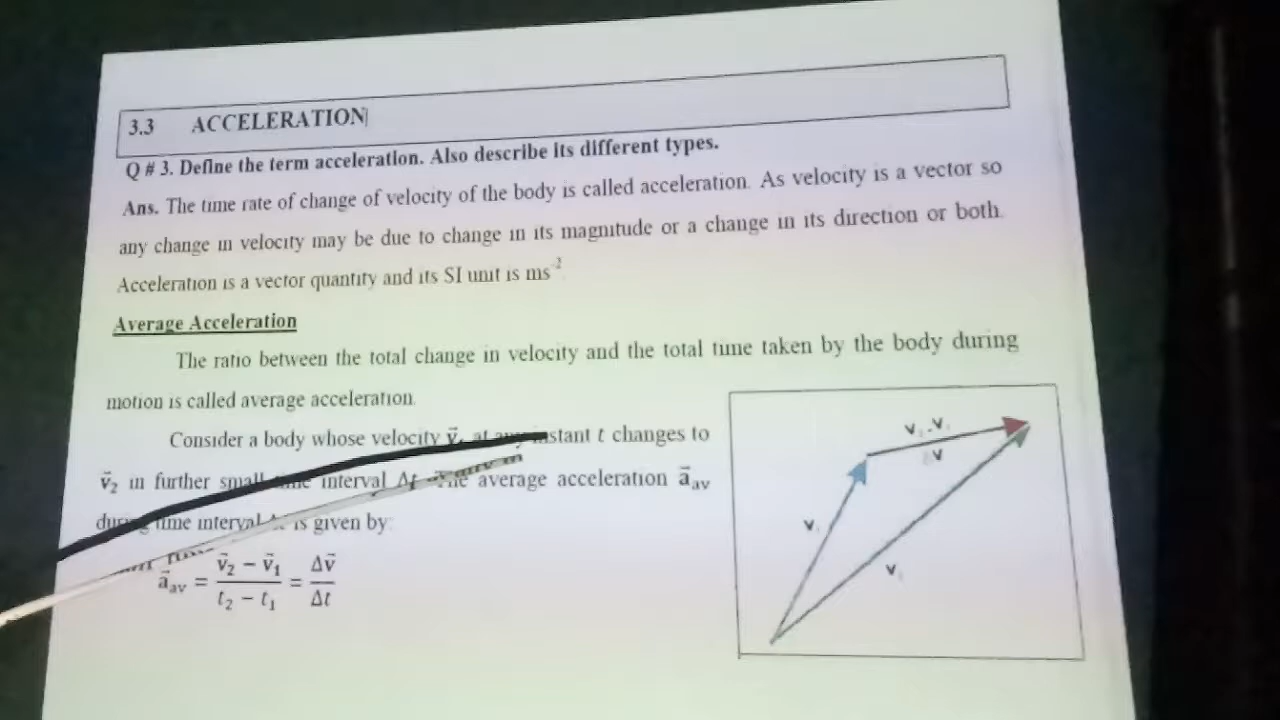 3.3 ACCELERATION
Q # 3. Define the term acceleration. Also describe its different types.
Ans. The time rate of change of velocity of the body is called acceleration. As velocity is a vector so
any change in velocity may be due to change in its magnitude or a change in its direction or both.
Acceleration is a vector quantity and its SI unit is ms⁻²
Average Acceleration
The ratio between the total change in velocity and the total time taken by the body during
motion is called average acceleration.
Consider a body whose velocity v⃗ at any instant t changes to
v⃗₂ in further small time interval Δt The average acceleration a⃗av
during time interval is given by:
a⃗av = (v⃗₂ − v⃗₁)/(t₂ − t₁) = Δv⃗/Δt
v
v